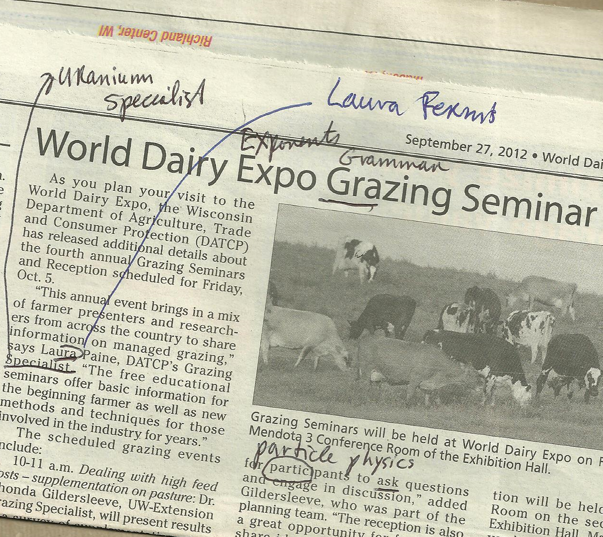 Richland Center, WI
uranium
specialist
Laura Fermi
Exponents
Gramman
September 27, 2012 • World Dai
World Dairy Expo Grazing Seminar
As you plan your visit to the
World Dairy Expo, the Wisconsin
Department of Agriculture, Trade
and Consumer Protection (DATCP)
has released additional details about
the fourth annual Grazing Seminars
and Reception scheduled for Friday,
Oct. 5.
"This annual event brings in a mix
of farmer presenters and research-
ers from across the country to share
information on managed grazing,"
says Laura Paine, DATCP's Grazing
Specialist. "The free educational
seminars offer basic information for
the beginning farmer as well as new
methods and techniques for those
involved in the industry for years."
The scheduled grazing events
nclude:
10-11 a.m. Dealing with high feed
osts – supplementation on pasture: Dr.
honda Gildersleeve, UW-Extension
razing Specialist, will present results
Grazing Seminars will be held at World Dairy Expo on F
Mendota 3 Conference Room of the Exhibition Hall.
particle physics
for participants to ask questions
and engage in discussion," added
Gildersleeve, who was part of the
planning team. "The reception is also
a great opportunity for
tion will be held
Room on the sec
Exhibition Hall. M